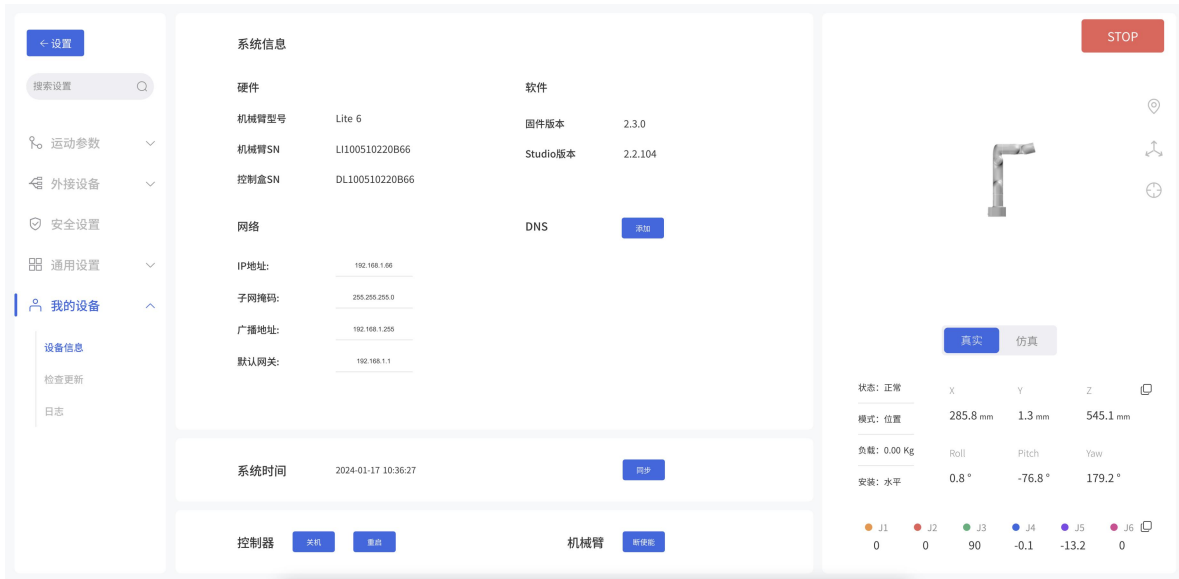 ←设置
搜索设置
运动参数
外接设备
安全设置
通用设置
我的设备
设备信息
检查更新
日志
系统信息
硬件
机械臂型号 Lite 6
机械臂SN LI100510220B66
控制盒SN DL100510220B66
软件
固件版本 2.3.0
Studio版本 2.2.104
网络
IP地址: 192.168.1.66
子网掩码: 255.255.255.0
广播地址: 192.168.1.255
默认网关: 192.168.1.1
DNS 添加
系统时间 2024-01-17 10:36:27 同步
控制器 关机 重启 机械臂 断使能
STOP
真实 仿真
状态: 正常
模式: 位置
负载: 0.00 Kg
安装: 水平
X Y Z
285.8 mm 1.3 mm 545.1 mm
Roll Pitch Yaw
0.8 ° -76.8 ° 179.2 °
J1 J2 J3 J4 J5 J6
0 0 90 -0.1 -13.2 0